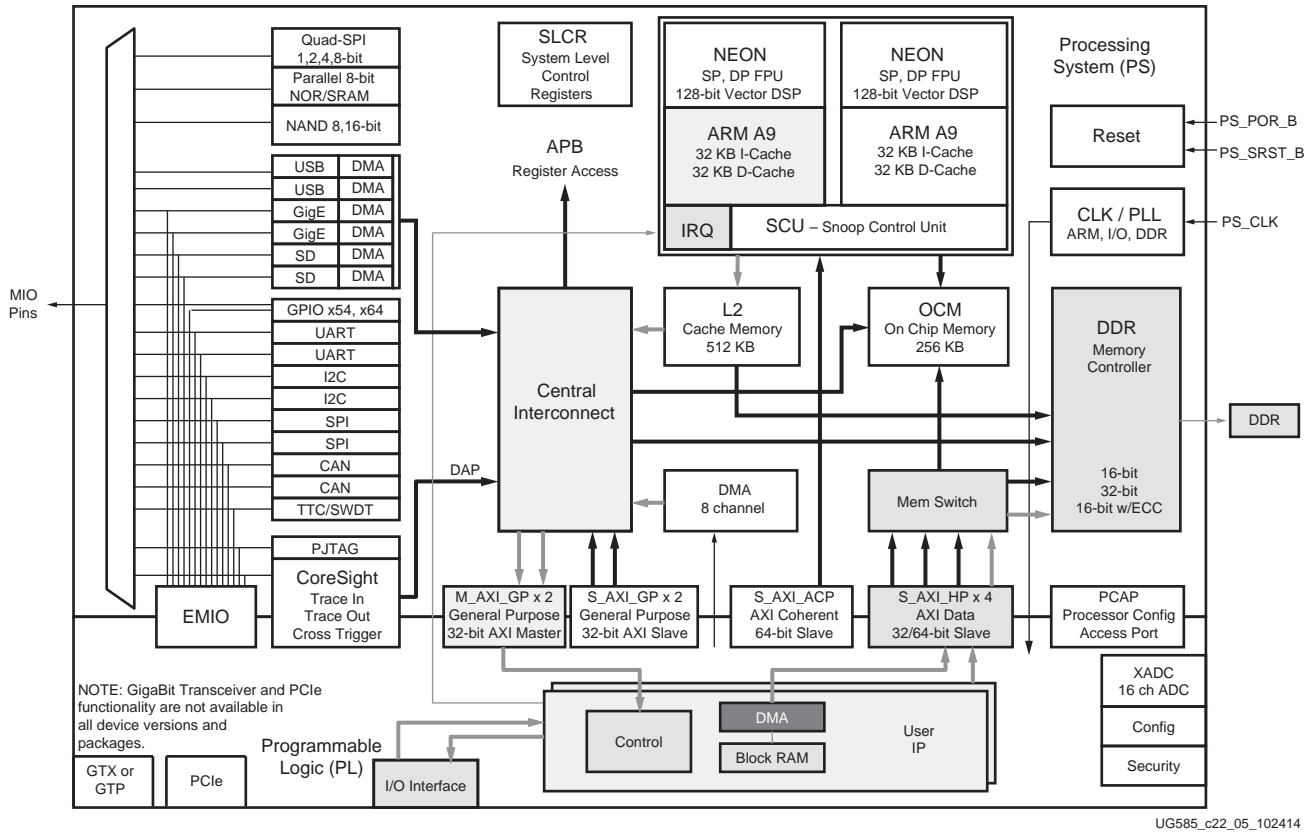 Quad-SPI
1,2,4,8-bit
Parallel 8-bit
NOR/SRAM
NAND 8,16-bit
USB DMA
USB DMA
GigE DMA
GigE DMA
SD DMA
SD DMA
GPIO x54, x64
UART
UART
I2C
I2C
SPI
SPI
CAN
CAN
TTC/SWDT
PJTAG
CoreSight
Trace In
Trace Out
Cross Trigger
MIO
Pins
EMIO
SLCR
System Level
Control
Registers
APB
Register Access
NEON
SP, DP FPU
128-bit Vector DSP
ARM A9
32 KB I-Cache
32 KB D-Cache
NEON
SP, DP FPU
128-bit Vector DSP
ARM A9
32 KB I-Cache
32 KB D-Cache
IRQ
SCU – Snoop Control Unit
Processing
System (PS)
Reset
PS_POR_B
PS_SRST_B
CLK / PLL
ARM, I/O, DDR
PS_CLK
L2
Cache Memory
512 KB
OCM
On Chip Memory
256 KB
DDR
Memory
Controller
16-bit
32-bit
16-bit w/ECC
DDR
Central
Interconnect
DAP
DMA
8 channel
Mem Switch
M_AXI_GP x 2
General Purpose
32-bit AXI Master
S_AXI_GP x 2
General Purpose
32-bit AXI Slave
S_AXI_ACP
AXI Coherent
64-bit Slave
S_AXI_HP x 4
AXI Data
32/64-bit Slave
PCAP
Processor Config
Access Port
XADC
16 ch ADC
Config
Security
NOTE: GigaBit Transceiver and PCIe
functionality are not available in
all device versions and
packages.
GTX or
GTP
PCIe
Programmable
Logic (PL)
I/O Interface
Control
DMA
Block RAM
User
IP
UG585_c22_05_102414